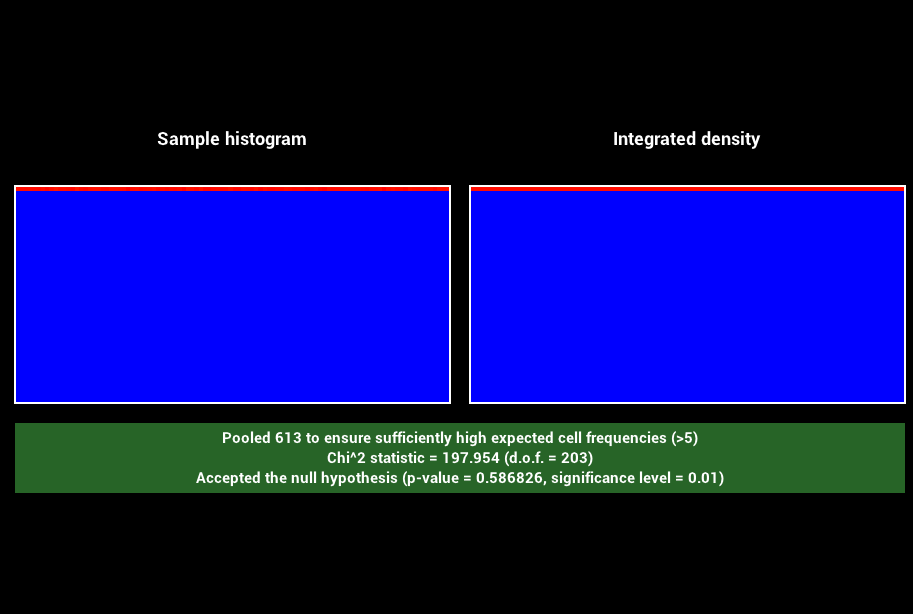 Sample histogram
Integrated density
Pooled 613 to ensure sufficiently high expected cell frequencies (>5)
Chi^2 statistic = 197.954 (d.o.f. = 203)
Accepted the null hypothesis (p-value = 0.586826, significance level = 0.01)